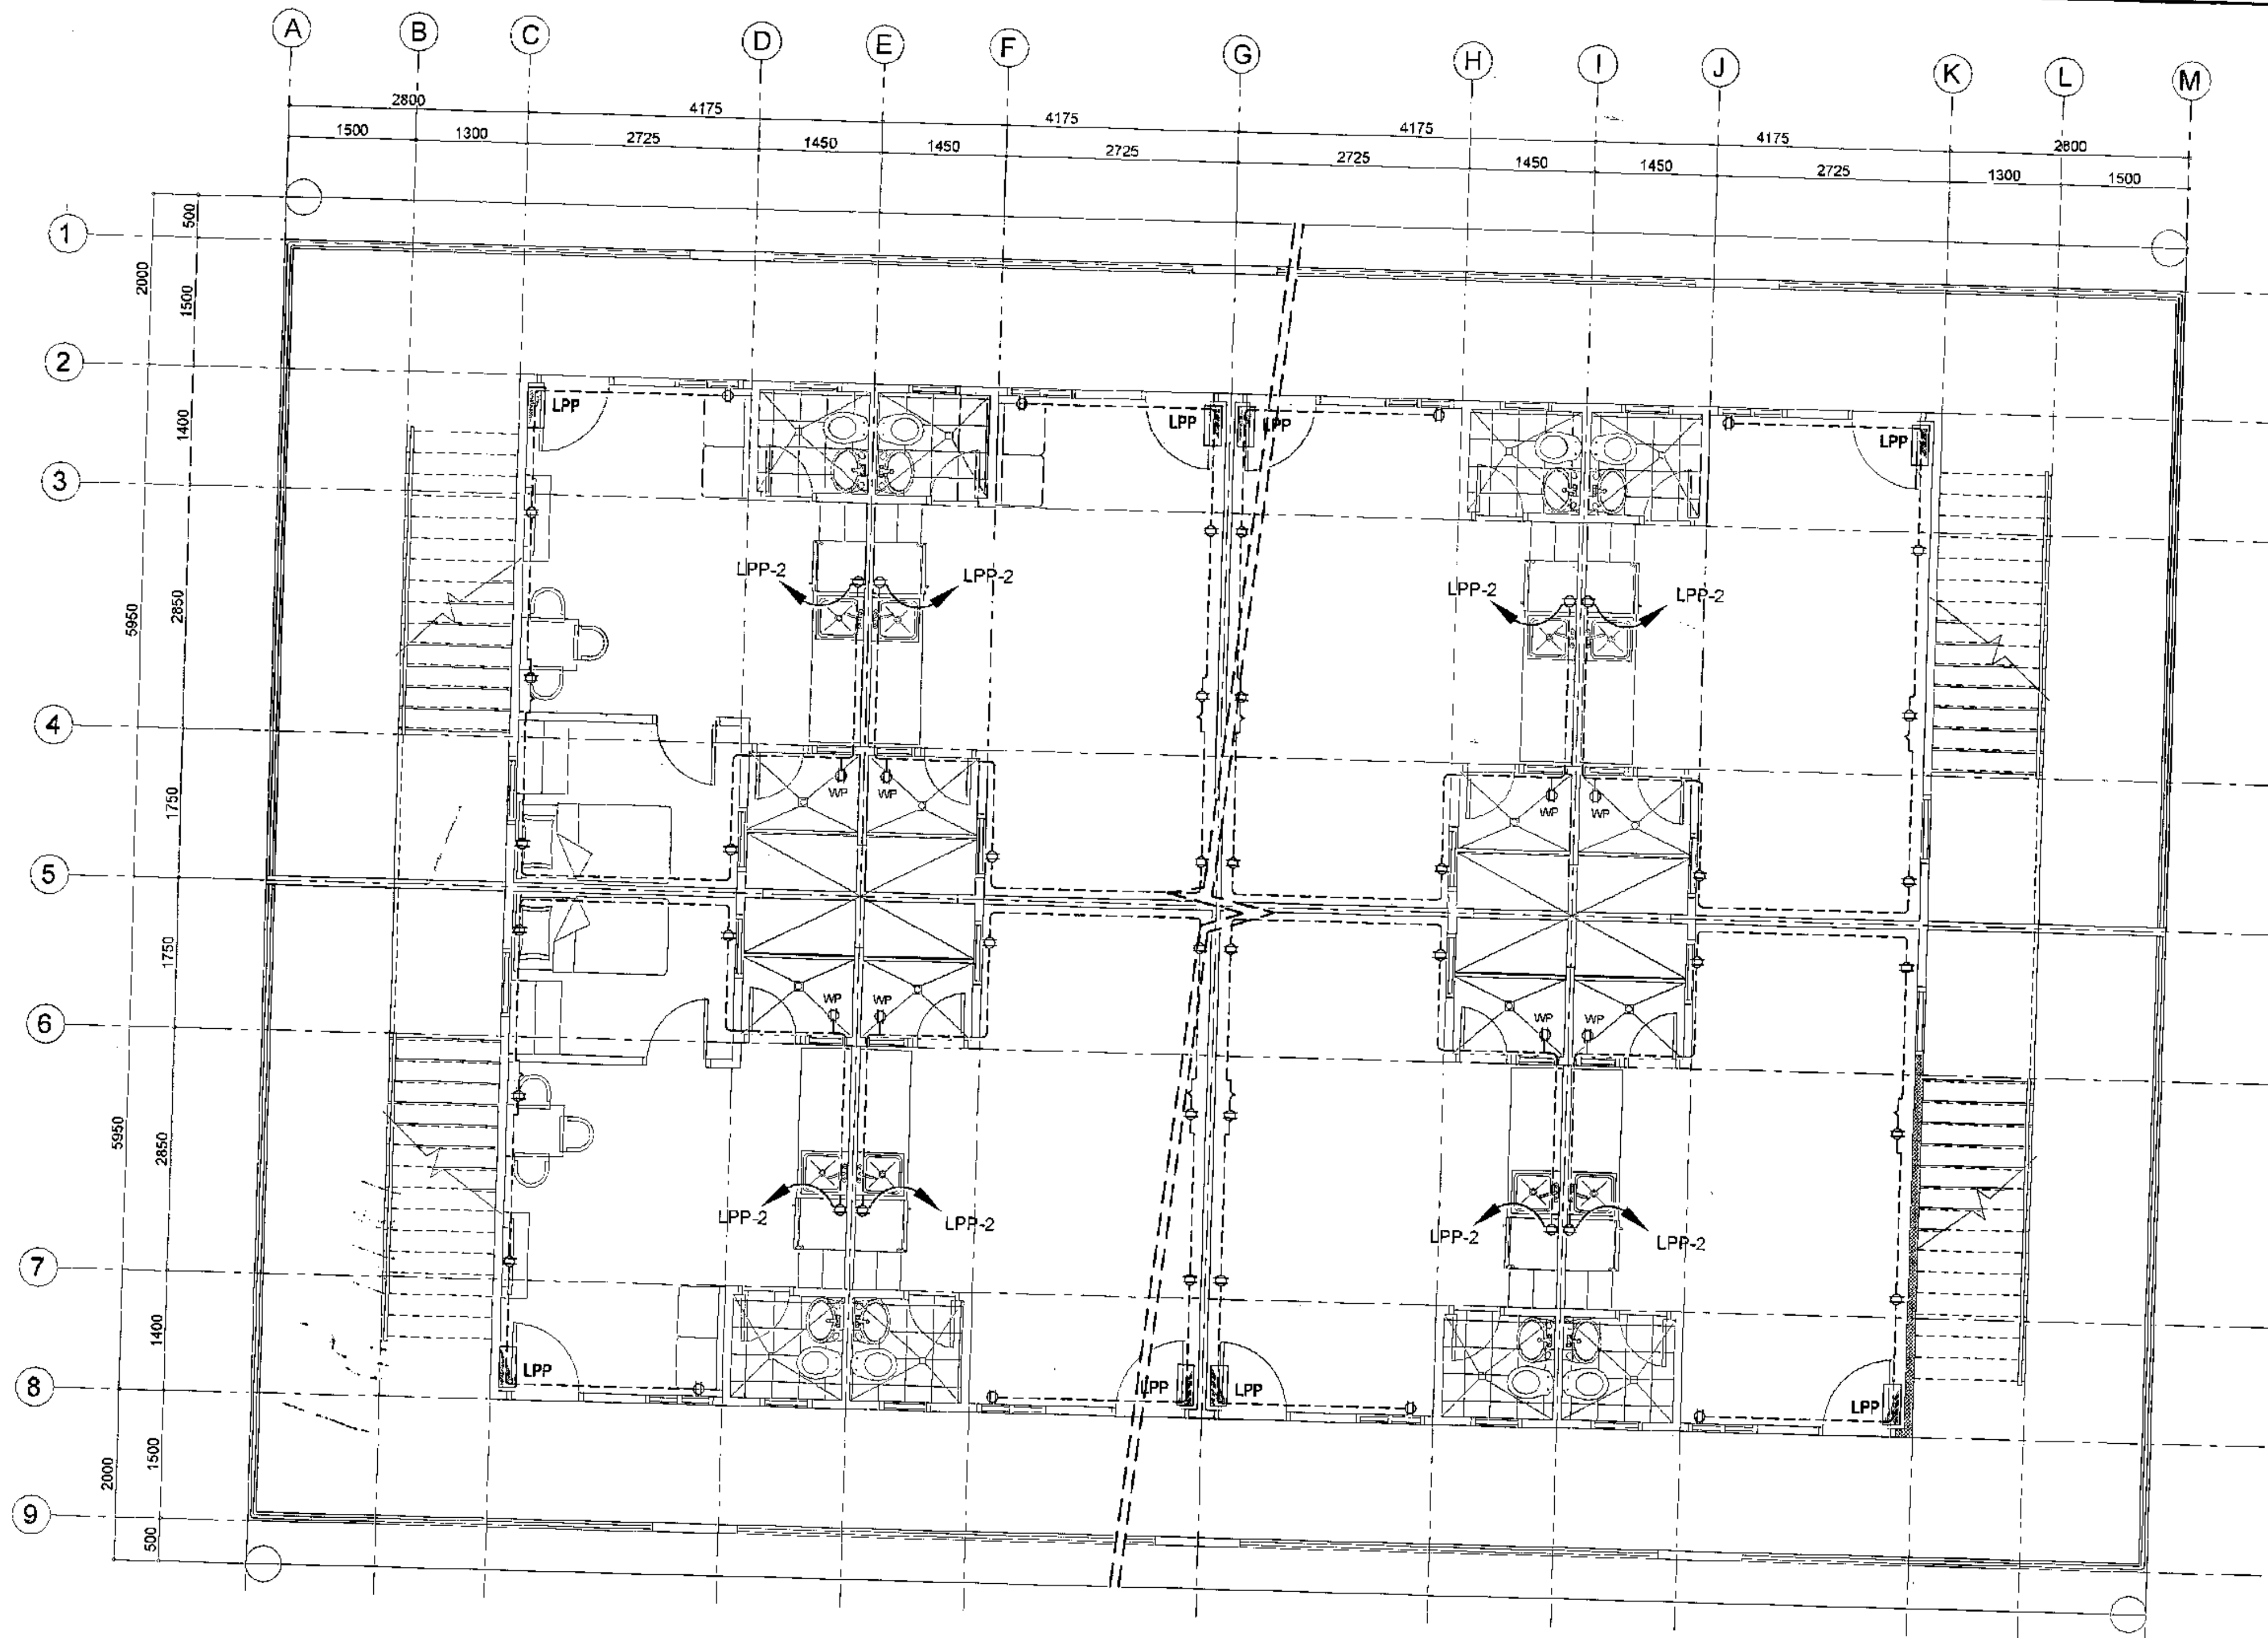 A B C D E F G H I J K L M
2800 4175 4175 4175 4175 2800
1500 1300 2725 1450 1450 2725 2725 1450 1450 2725 1300 1500
1
2
3
4
5
6
7
8
9
2000 5950 5950 2000
500 1500 1400 2850 1750 1750 2850 1400 1500 500
LPP LPP LPP LPP
LPP-2 LPP-2 LPP-2 LPP-2
WP WP WP WP
WP WP WP WP
LPP-2 LPP-2 LPP-2 LPP-2
LPP LPP LPP LPP